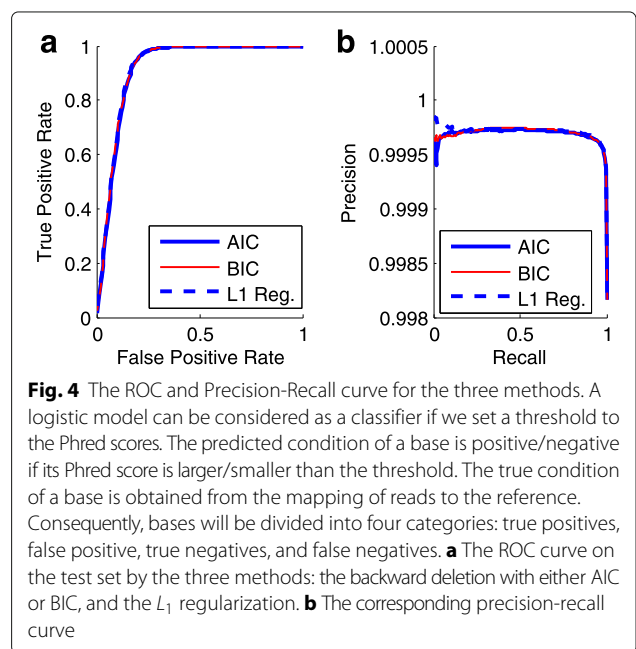 a
1
0.8
0.6
0.4
0.2
0
0
0.5
1
True Positive Rate
False Positive Rate
AIC
BIC
L1 Reg.
b
1.0005
1
0.9995
0.999
0.9985
0.998
0
0.5
1
Precision
Recall
AIC
BIC
L1 Reg.
Fig. 4 The ROC and Precision-Recall curve for the three methods. A
logistic model can be considered as a classifier if we set a threshold to
the Phred scores. The predicted condition of a base is positive/negative
if its Phred score is larger/smaller than the threshold. The true condition
of a base is obtained from the mapping of reads to the reference.
Consequently, bases will be divided into four categories: true positives,
false positive, true negatives, and false negatives. a The ROC curve on
the test set by the three methods: the backward deletion with either AIC
or BIC, and the L1 regularization. b The corresponding precision-recall
curve